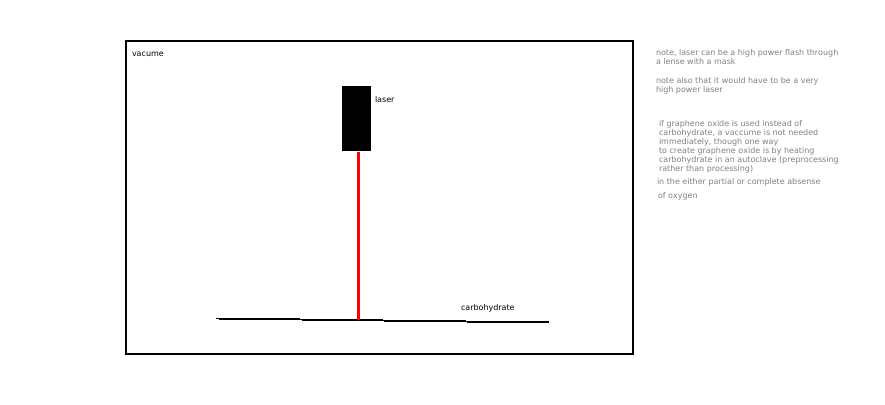 vacume
laser
carbohydrate
note, laser can be a high power flash through
a lense with a mask
note also that it would have to be a very
high power laser
if graphene oxide is used instead of
carbohydrate, a vaccume is not needed
immediately, though one way
to create graphene oxide is by heating
carbohydrate in an autoclave (preprocessing
rather than processing)
in the either partial or complete absense
of oxygen